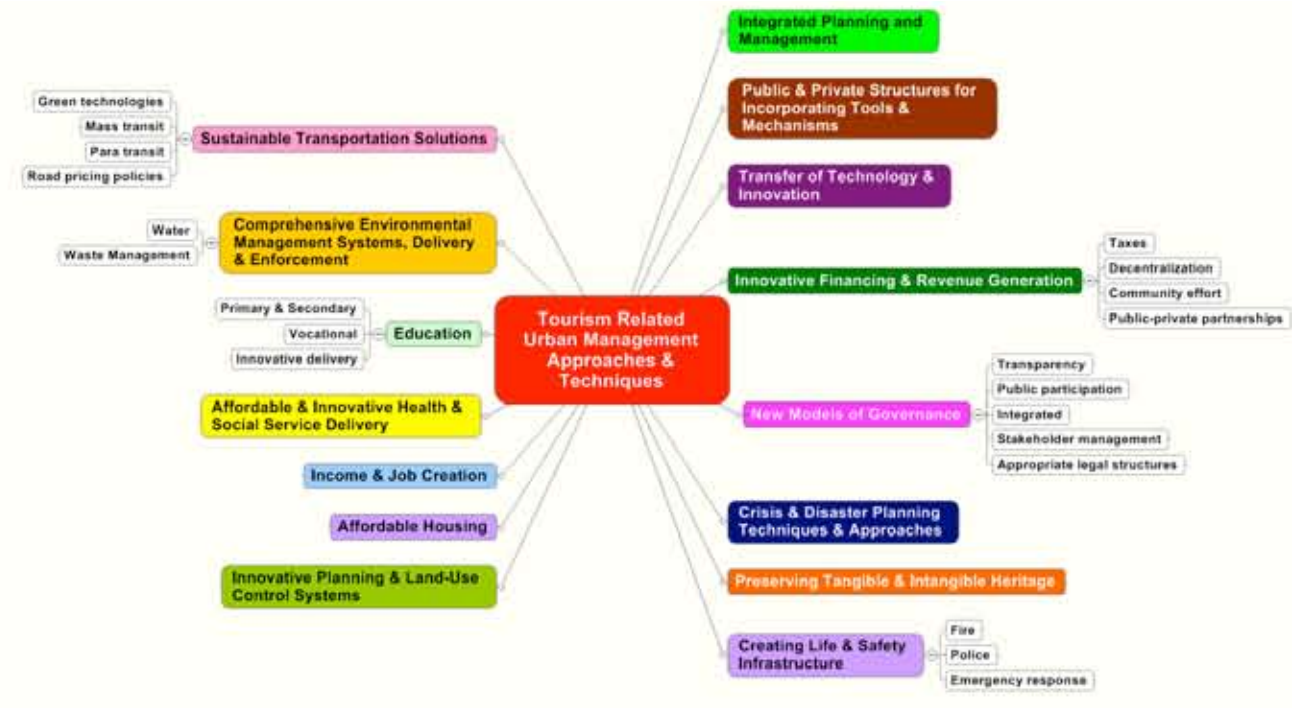 Tourism Related
Urban Management
Approaches &
Techniques
Integrated Planning and
Management
Public & Private Structures for
Incorporating Tools &
Mechanisms
Transfer of Technology &
Innovation
Innovative Financing & Revenue Generation
Taxes
Decentralization
Community effort
Public-private partnerships
New Models of Governance
Transparency
Public participation
Integrated
Stakeholder management
Appropriate legal structures
Crisis & Disaster Planning
Techniques & Approaches
Preserving Tangible & Intangible Heritage
Creating Life & Safety
Infrastructure
Fire
Police
Emergency response
Sustainable Transportation Solutions
Green technologies
Mass transit
Para transit
Road pricing policies
Comprehensive Environmental
Management Systems, Delivery
& Enforcement
Water
Waste Management
Education
Primary & Secondary
Vocational
Innovative delivery
Affordable & Innovative Health &
Social Service Delivery
Income & Job Creation
Affordable Housing
Innovative Planning & Land-Use
Control Systems